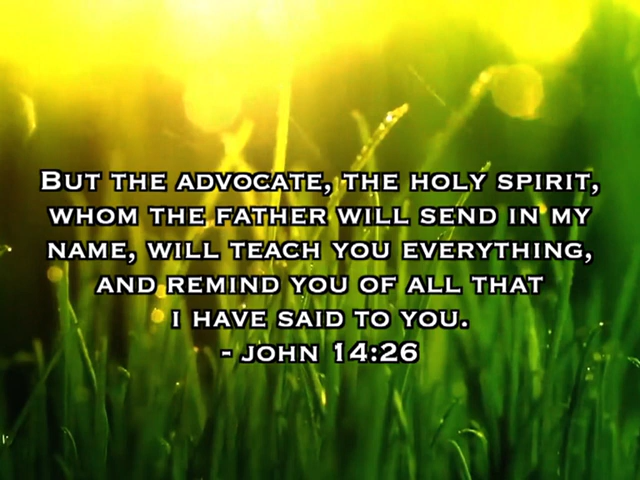 But the advocate, the holy spirit,
whom the father will send in my
name, will teach you everything,
and remind you of all that
i have said to you.
- john 14:26